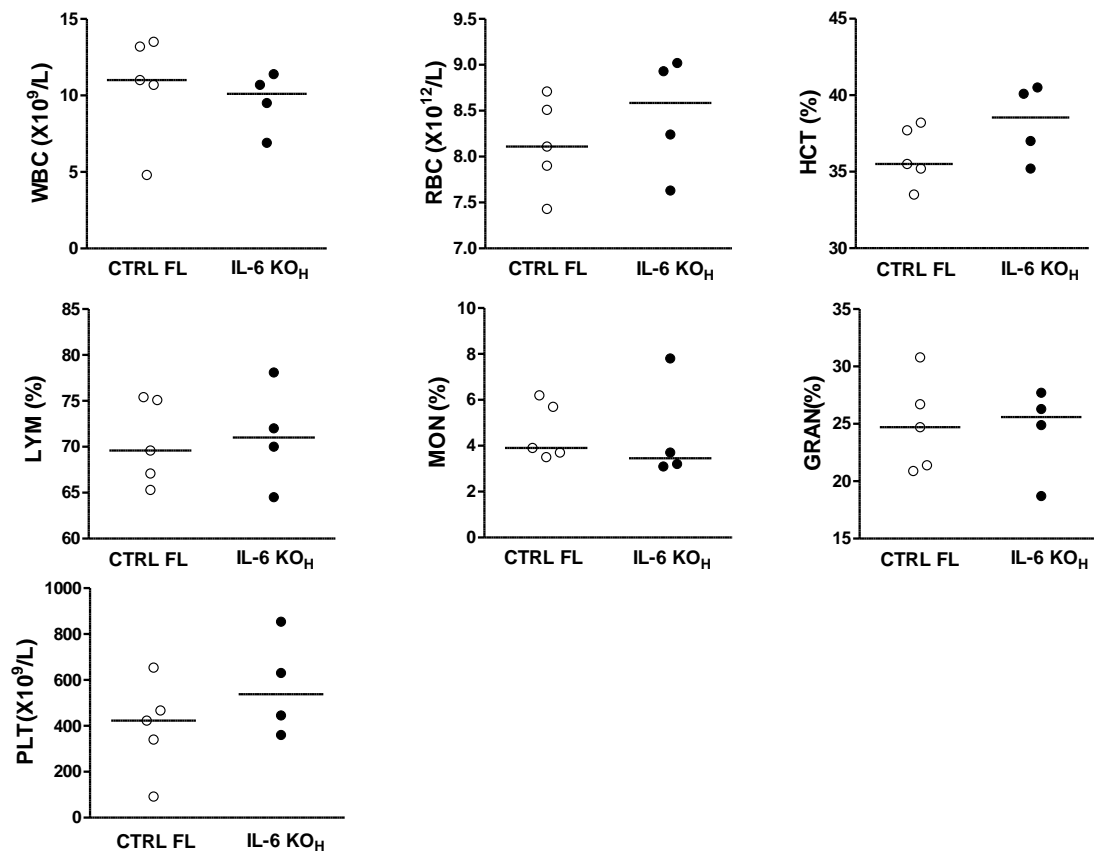 WBC (X10⁹/L)
15
10
5
0
CTRL FL
IL-6 KOH
RBC (X10¹²/L)
9.5
9.0
8.5
8.0
7.5
7.0
CTRL FL
IL-6 KOH
HCT (%)
45
40
35
30
CTRL FL
IL-6 KOH
LYM (%)
85
80
75
70
65
60
CTRL FL
IL-6 KOH
MON (%)
10
8
6
4
2
0
CTRL FL
IL-6 KOH
GRAN(%)
35
30
25
20
15
CTRL FL
IL-6 KOH
PLT(X10⁹/L)
1000
800
600
400
200
0
CTRL FL
IL-6 KOH